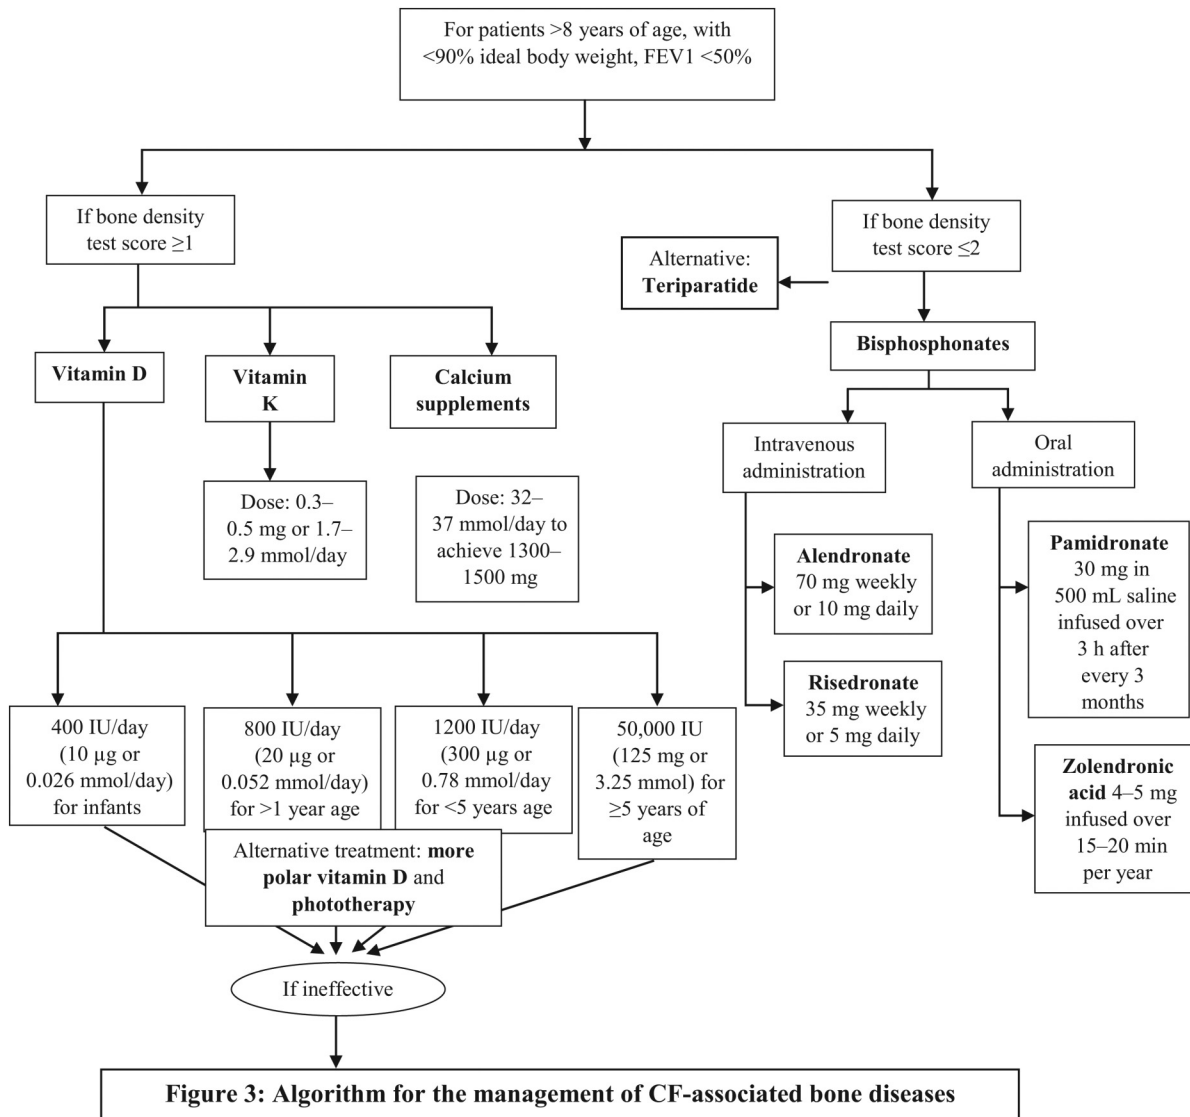 For patients >8 years of age, with
<90% ideal body weight, FEV1 <50%
If bone density
test score ≥1
If bone density
test score ≤2
Alternative:
Teriparatide
Bisphosphonates
Vitamin D
Vitamin
K
Calcium
supplements
Intravenous
administration
Oral
administration
Dose: 0.3–
0.5 mg or 1.7–
2.9 mmol/day
Dose: 32–
37 mmol/day to
achieve 1300–
1500 mg
Alendronate
70 mg weekly
or 10 mg daily
Risedronate
35 mg weekly
or 5 mg daily
Pamidronate
30 mg in
500 mL saline
infused over
3 h after
every 3
months
Zolendronic
acid 4–5 mg
infused over
15–20 min
per year
400 IU/day
(10 µg or
0.026 mmol/day)
for infants
800 IU/day
(20 µg or
0.052 mmol/day)
for >1 year age
1200 IU/day
(300 µg or
0.78 mmol/day
for <5 years age
50,000 IU
(125 mg or
3.25 mmol) for
≥5 years of
age
Alternative treatment: more
polar vitamin D and
phototherapy
If ineffective
Figure 3: Algorithm for the management of CF-associated bone diseases